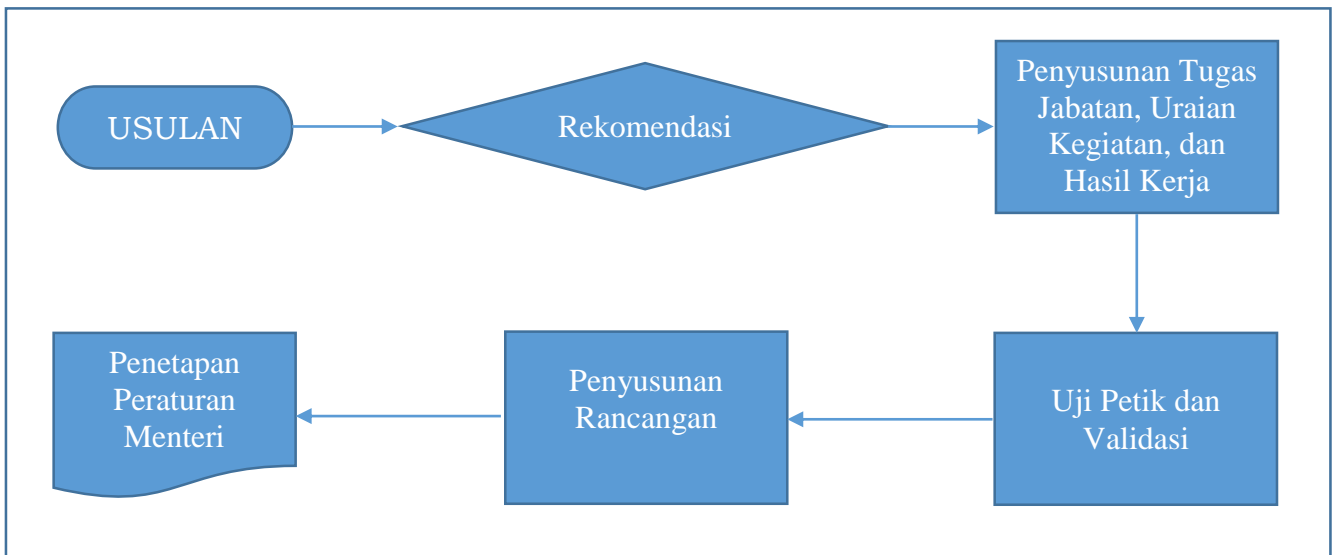 USULAN
Rekomendasi
Penyusunan Tugas
Jabatan, Uraian
Kegiatan, dan
Hasil Kerja
Uji Petik dan
Validasi
Penyusunan
Rancangan
Penetapan
Peraturan
Menteri